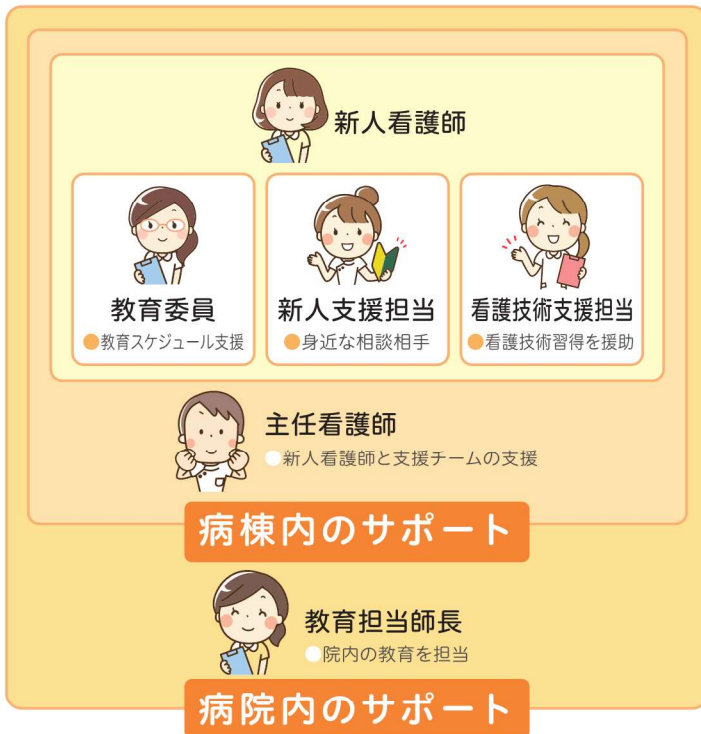 新人看護師
教育委員
●教育スケジュール支援
新人支援担当
●身近な相談相手
看護技術支援担当
●看護技術習得を援助
主任看護師
●新人看護師と支援チームの支援
病棟内のサポート
教育担当師長
●院内の教育を担当
病院内のサポート